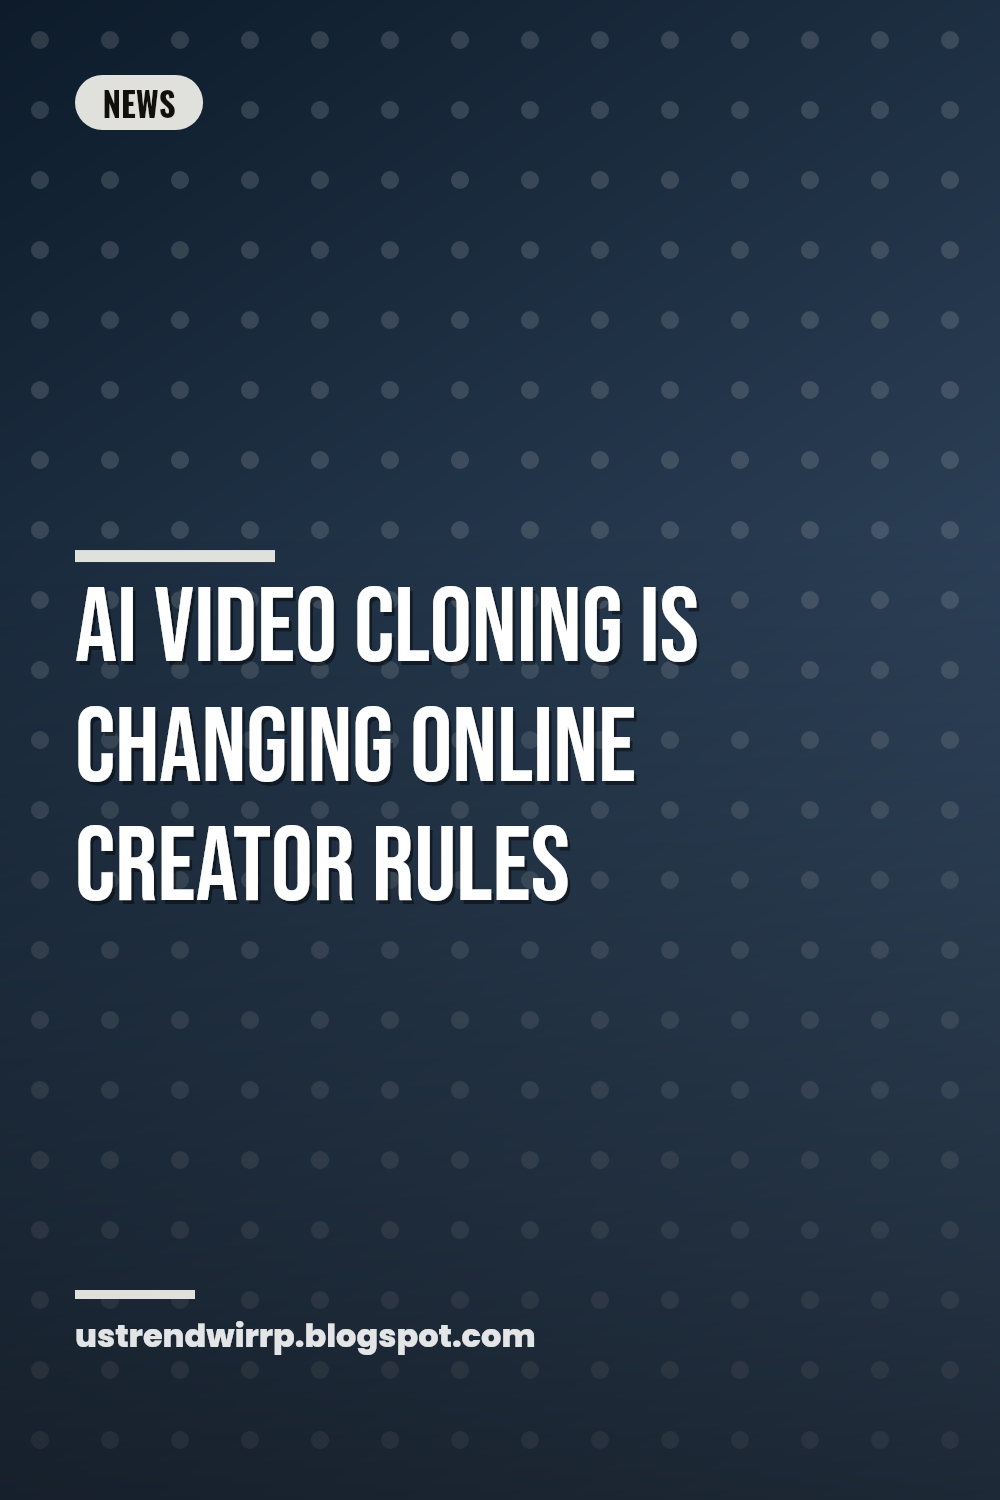 NEWS
AI VIDEO CLONING IS
CHANGING ONLINE
CREATOR RULES
ustrendwirrp.blogspot.com